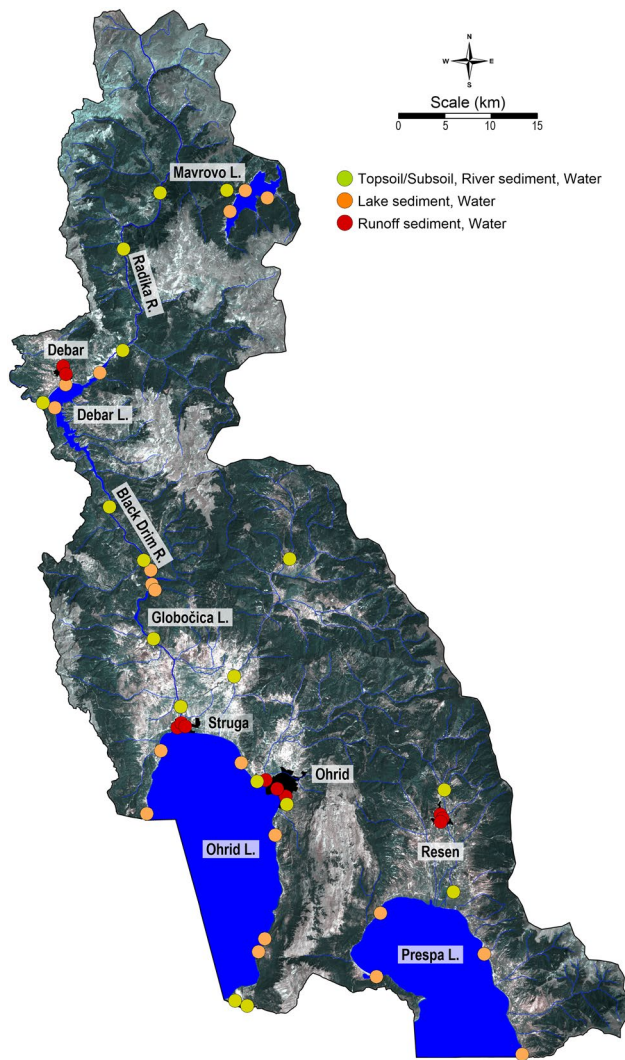 N
W E
S
Scale (km)
0 5 10 15
Topsoil/Subsoil, River sediment, Water
Lake sediment, Water
Runoff sediment, Water
Mavrovo L.
Radika R.
Debar
Debar L.
Black Drim R.
Globočica L.
Struga
Ohrid
Ohrid L.
Resen
Prespa L.